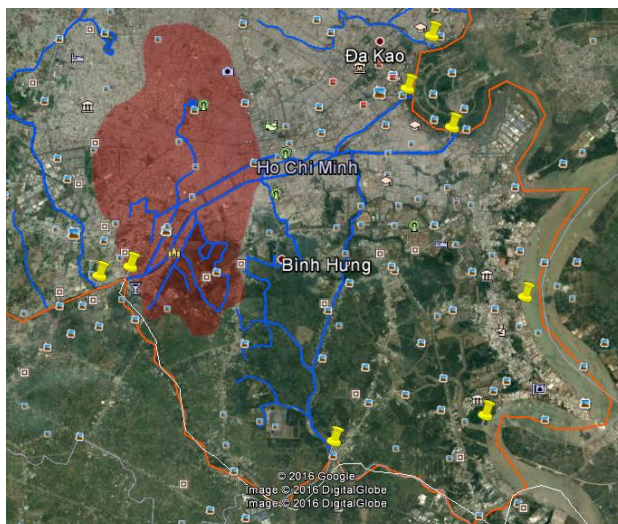 Đa Kao
Ho Chi Minh
Bình Hưng
© 2016 Google
Image © 2016 DigitalGlobe
Image © 2016 DigitalGlobe